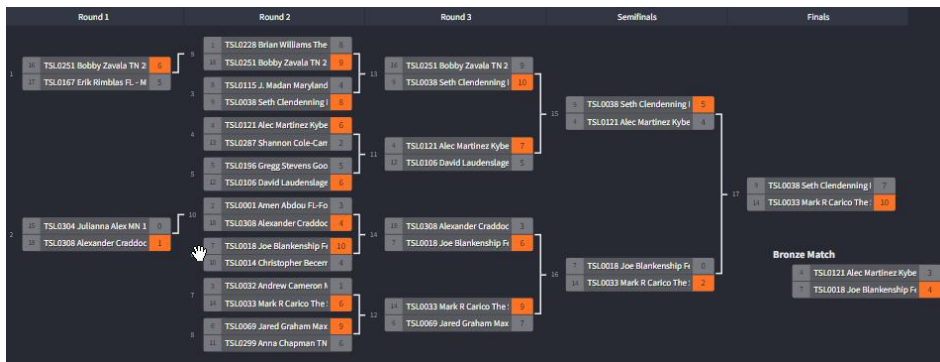 Round 1
Round 2
Round 3
Semifinals
Finals
1
16 TSL0251 Bobby Zavala TN 2 6
17 TSL0167 Erik Rimblas FL - M 5
2
15 TSL0304 Julianna Alex MN 1 0
18 TSL0308 Alexander Craddoc 1
9
1 TSL0228 Brian Williams The 8
16 TSL0251 Bobby Zavala TN 2 9
3
8 TSL0115 J. Madan Maryland 4
9 TSL0038 Seth Clendenning 8
4
4 TSL0121 Alec Martinez Kybe 6
13 TSL0287 Shannon Cole-Cam 2
5
5 TSL0196 Gregg Stevens Goo 5
12 TSL0106 David Laudenslage 6
10
2 TSL0001 Amen Abdou FL-Fo 3
18 TSL0308 Alexander Craddoc 4
7 TSL0018 Joe Blankenship Fe 10
10 TSL0014 Christopher Becerr 4
7
3 TSL0032 Andrew Cameron 1
14 TSL0033 Mark R Carico The 6
8
6 TSL0069 Jared Graham Max 9
11 TSL0299 Anna Chapman TN 6
13
16 TSL0251 Bobby Zavala TN 2 9
9 TSL0038 Seth Clendenning 10
11
4 TSL0121 Alec Martinez Kybe 7
12 TSL0106 David Laudenslage 5
14
18 TSL0308 Alexander Craddoc 3
7 TSL0018 Joe Blankenship Fe 6
12
14 TSL0033 Mark R Carico The 9
6 TSL0069 Jared Graham Max 7
15
9 TSL0038 Seth Clendenning 5
4 TSL0121 Alec Martinez Kybe 4
16
7 TSL0018 Joe Blankenship Fe 0
14 TSL0033 Mark R Carico The 2
17
9 TSL0038 Seth Clendenning 7
14 TSL0033 Mark R Carico The 10
Bronze Match
4 TSL0121 Alec Martinez Kybe 3
7 TSL0018 Joe Blankenship Fe 4